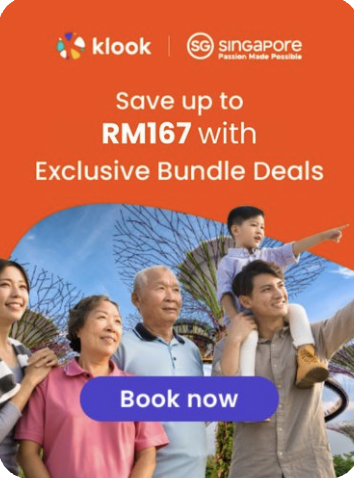 klook
SG SINGAPORE
Passion Made Possible
Save up to
RM167 with
Exclusive Bundle Deals
Book now